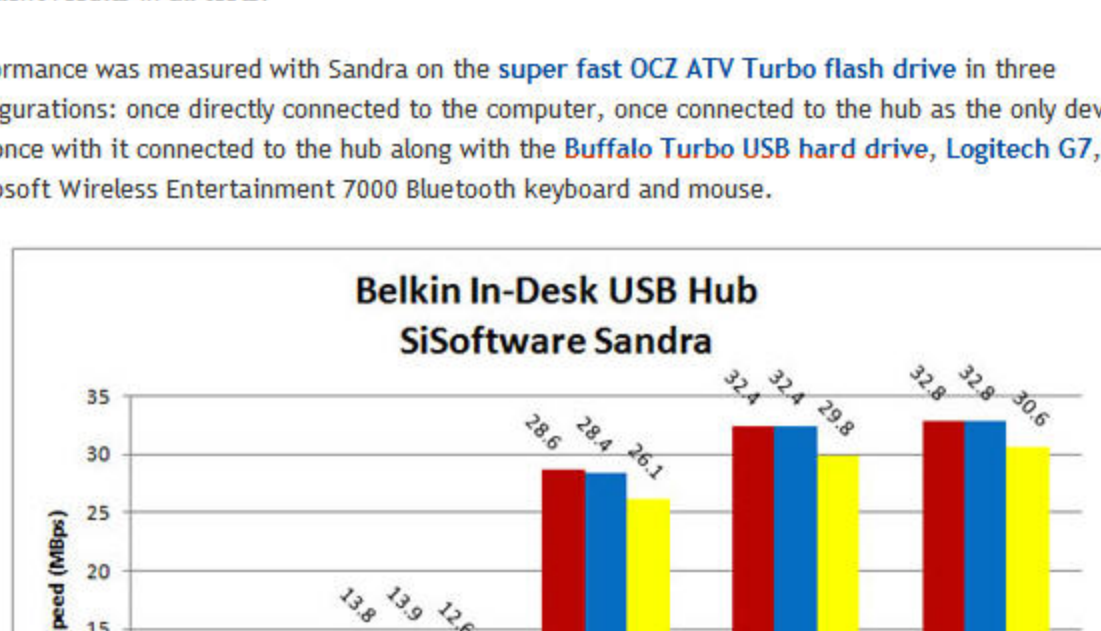 ormance was measured with Sandra on the super fast OCZ ATV Turbo flash drive in three
gurations: once directly connected to the computer, once connected to the hub as the only dev
once with it connected to the hub along with the Buffalo Turbo USB hard drive, Logitech G7,
osoft Wireless Entertainment 7000 Bluetooth keyboard and mouse.
Belkin In-Desk USB Hub
SiSoftware Sandra
35
30
25
20
15
peed (MBps)
13.8
13.9
12.6
28.6
28.4
26.1
32.4
32.4
29.8
32.8
32.8
30.6